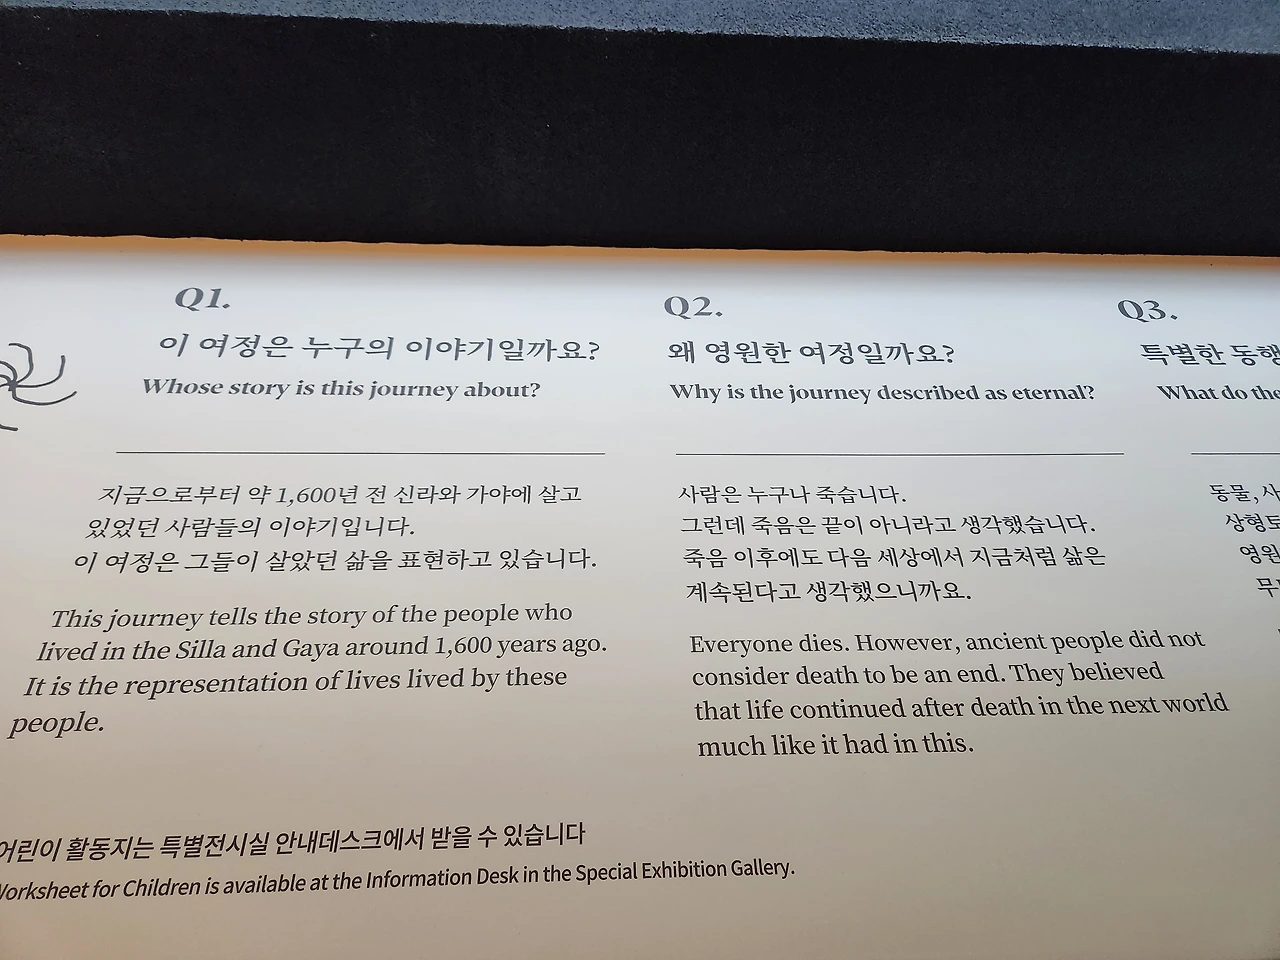 Q1.
이 여정은 누구의 이야기일까요?
Whose story is this journey about?
지금으로부터 약 1,600년 전 신라와 가야에 살고
있었던 사람들의 이야기입니다.
이 여정은 그들이 살았던 삶을 표현하고 있습니다.
This journey tells the story of the people who
lived in the Silla and Gaya around 1,600 years ago.
It is the representation of lives lived by these
people.
Q2.
왜 영원한 여정일까요?
Why is the journey described as eternal?
사람은 누구나 죽습니다.
그런데 죽음은 끝이 아니라고 생각했습니다.
죽음 이후에도 다음 세상에서 지금처럼 삶은
계속된다고 생각했으니까요.
Everyone dies. However, ancient people did not
consider death to be an end. They believed
that life continued after death in the next world
much like it had in this.
Q3.
특별한 동행
What do the
동물, 사
상형토
영원
무
어린이 활동지는 특별전시실 안내데스크에서 받을 수 있습니다
Worksheet for Children is available at the Information Desk in the Special Exhibition Gallery.